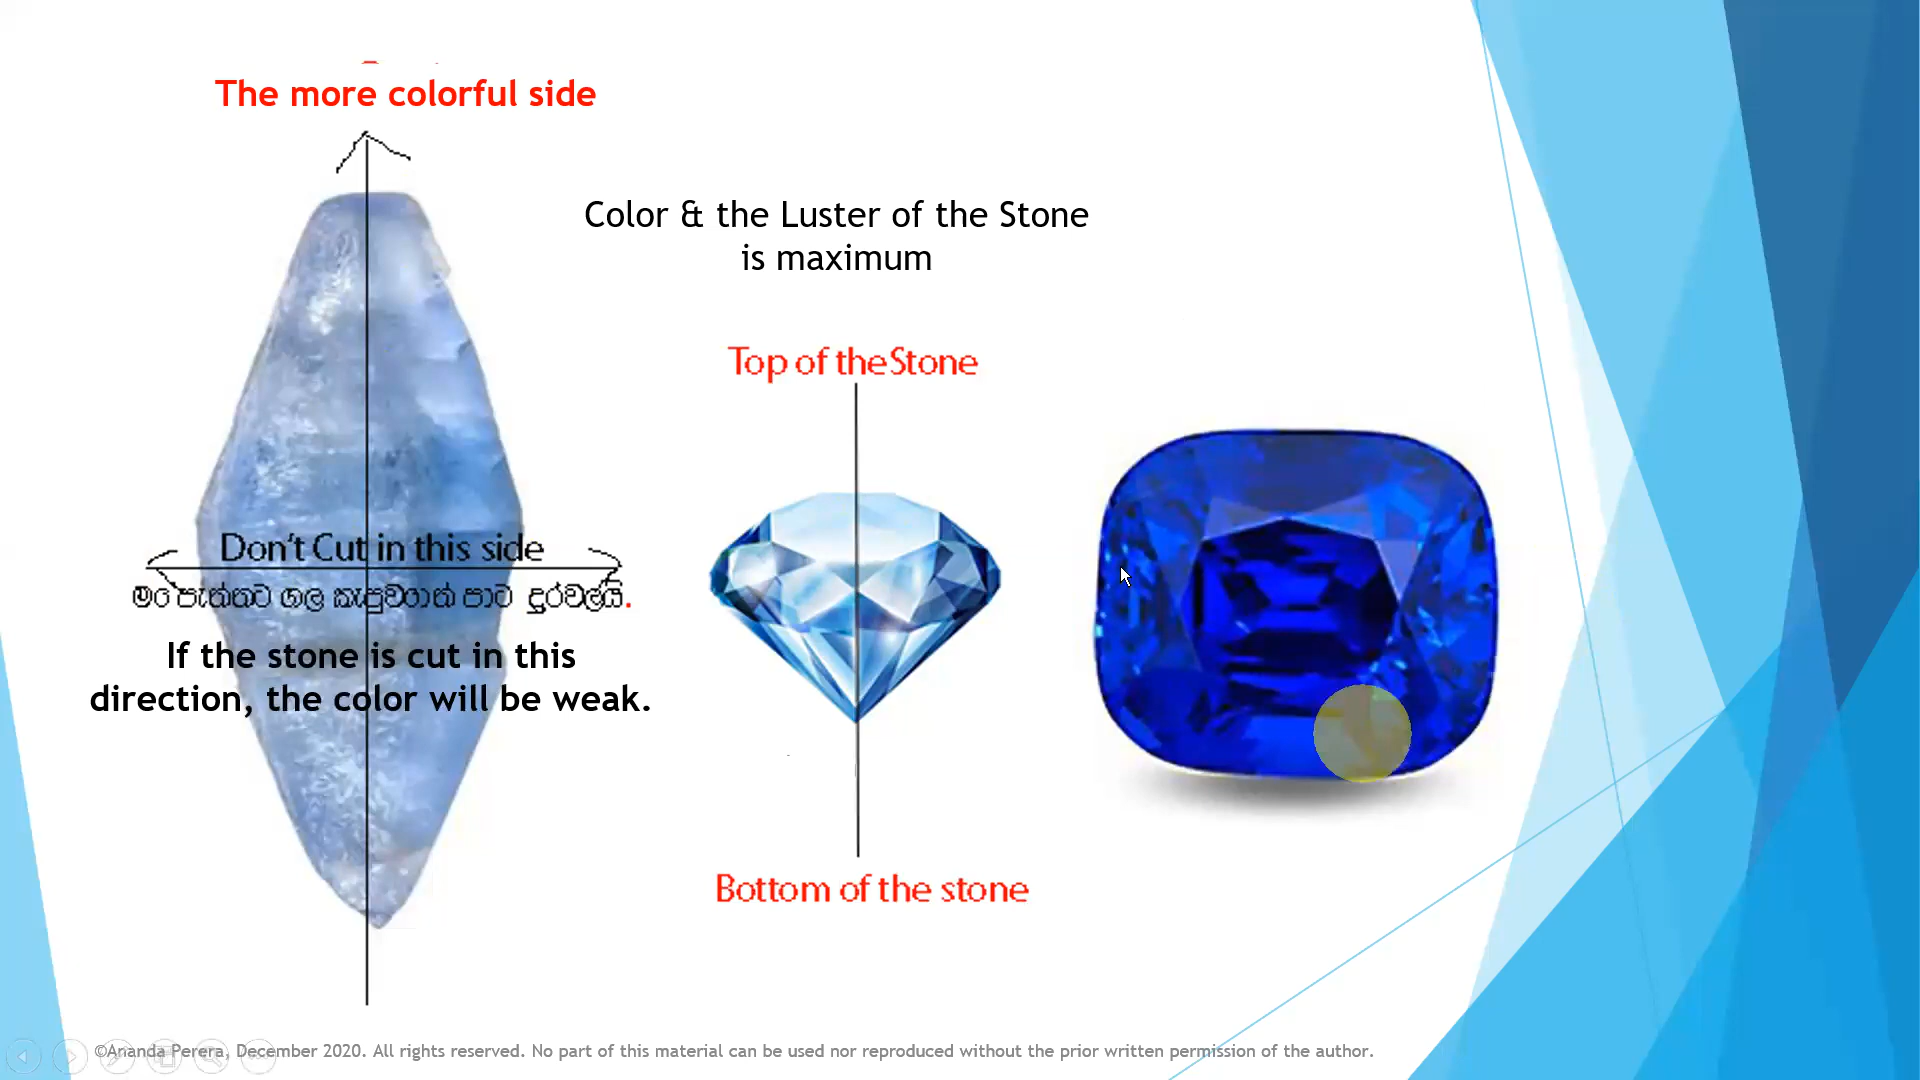 The more colorful side
Color & the Luster of the Stone
is maximum
Top of the Stone
Don't Cut in this side
මෙ පැත්තට ගල කැපුවගත් පාට දුර්වලයි.
If the stone is cut in this
direction, the color will be weak.
Bottom of the stone
©Ananda Perera, December 2020. All rights reserved. No part of this material can be used nor reproduced without the prior written permission of the author.